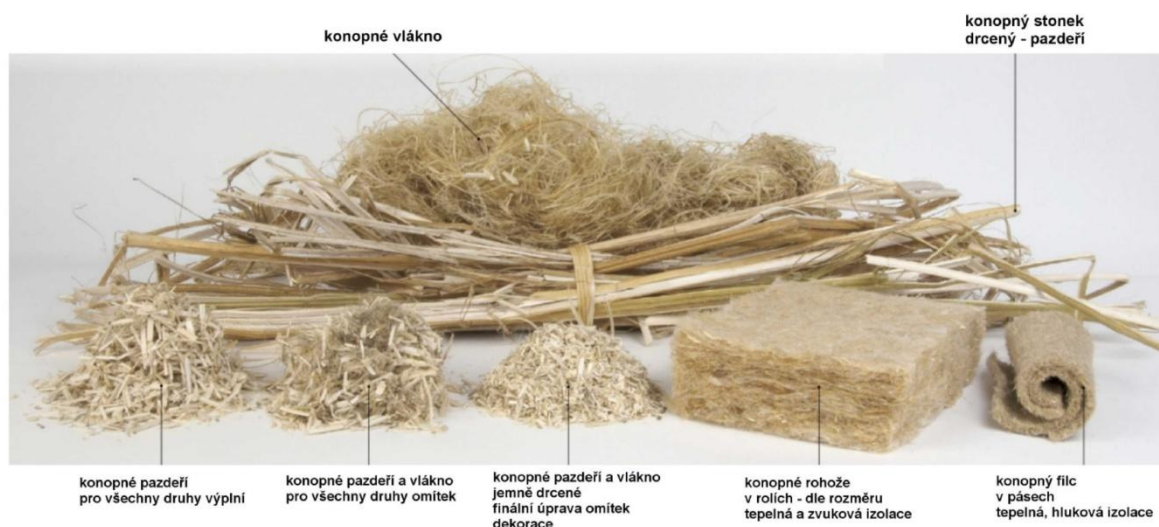 konopné vlákno
konopný stonek
drcený - pazdeří
konopné pazdeří
pro všechny druhy výplní
konopné pazdeří a vlákno
pro všechny druhy omítek
konopné pazdeří a vlákno
jemně drcené
finální úprava omítek
dekorace
konopné rohože
v rolích - dle rozměru
tepelná a zvuková izolace
konopný filc
v pásech
tepelná, hluková izolace